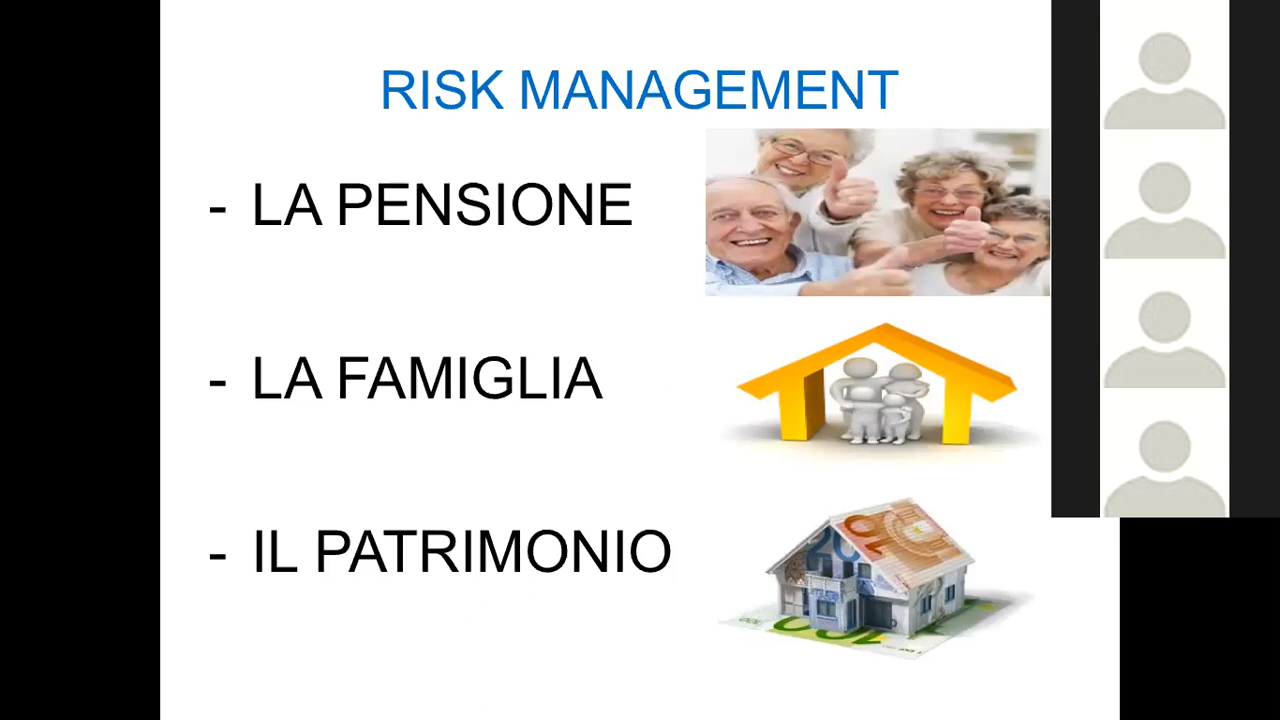 RISK MANAGEMENT
- LA PENSIONE
- LA FAMIGLIA
- IL PATRIMONIO